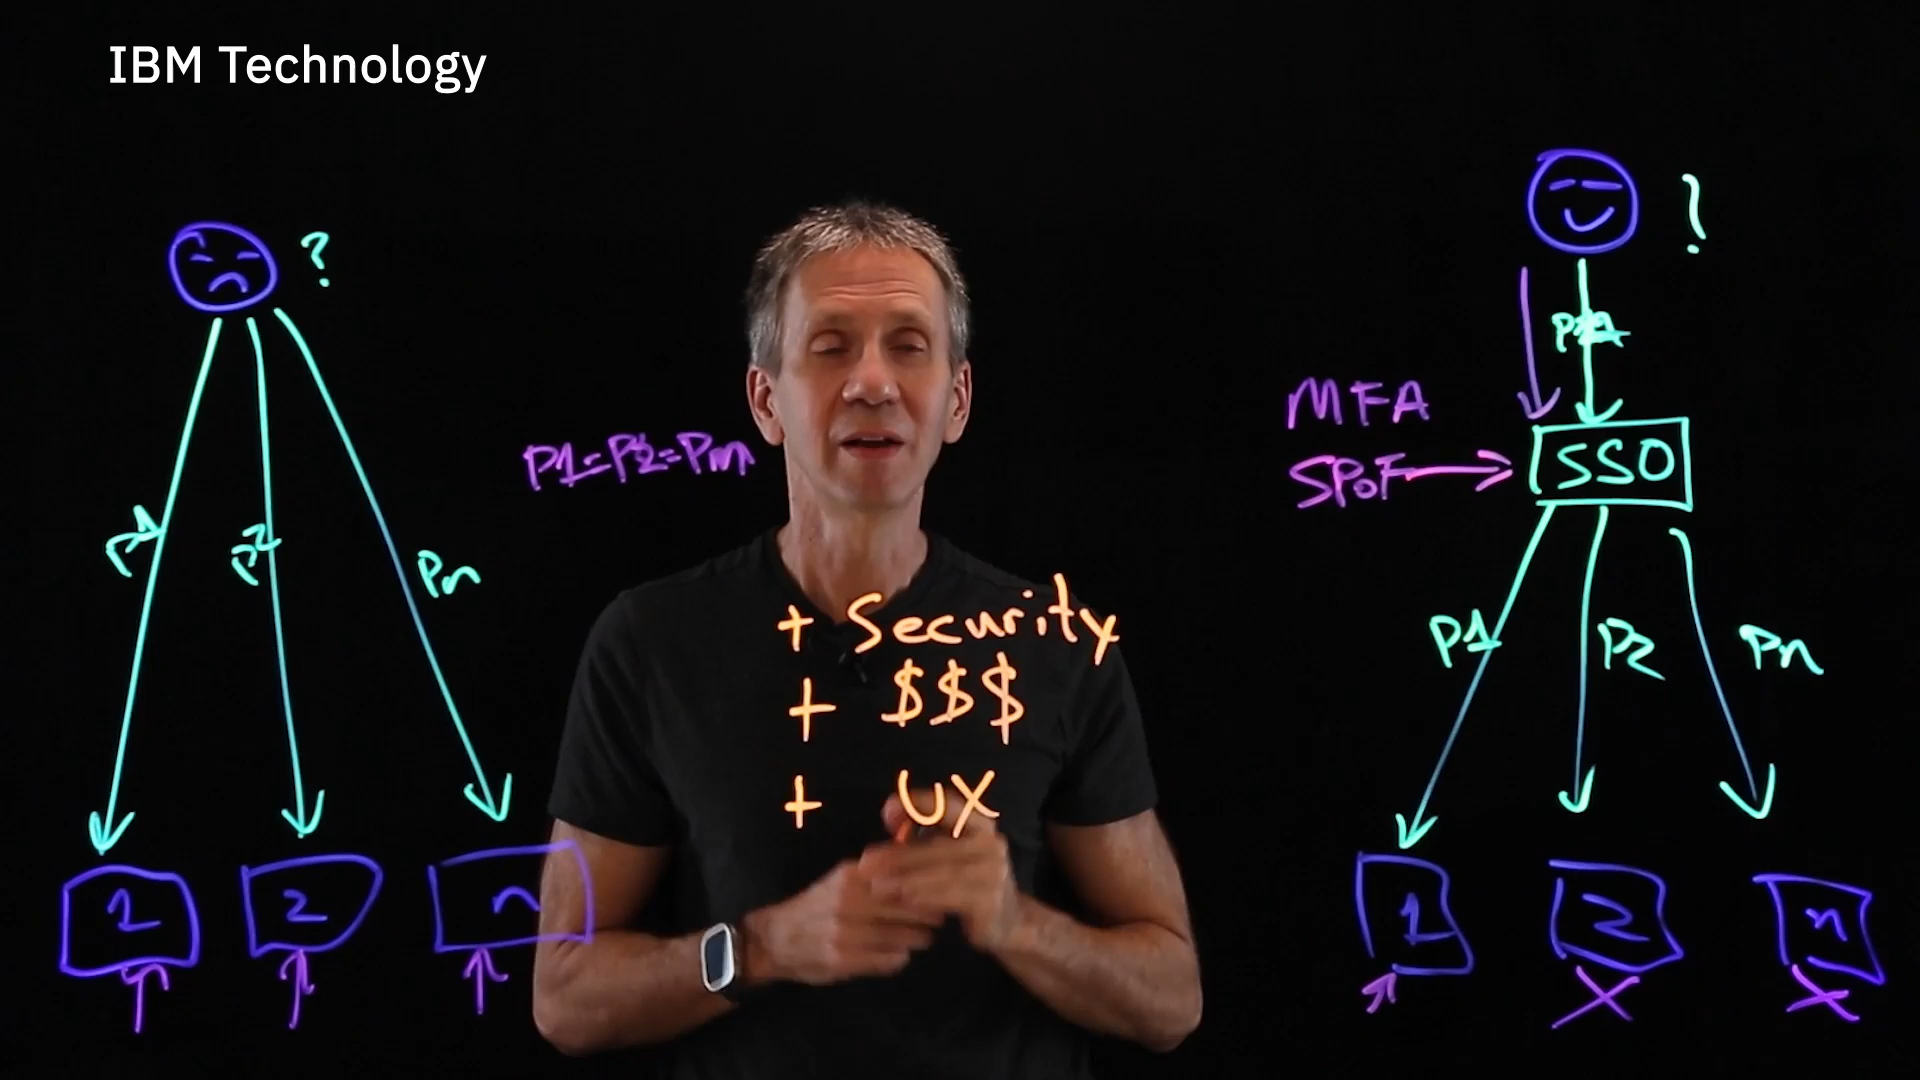 IBM Technology
?
!
MFA
SPoF
SSO
P1=P2=Pn
P1
P2
Pn
P1
P2
Pn
+ Security
+ $$$
+ UX
1
2
n
1
2
n
X
X